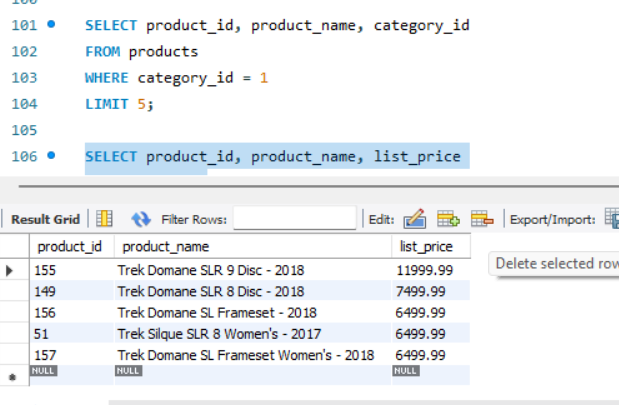 101 SELECT product_id, product_name, category_id
102 FROM products
103 WHERE category_id = 1
104 LIMIT 5;
105
106 SELECT product_id, product_name, list_price
Result Grid Filter Rows: Edit: Export/Import:
product_id product_name list_price
Delete selected
155 Trek Domane SLR 9 Disc - 2018 11999.99
149 Trek Domane SLR 8 Disc - 2018 7499.99
156 Trek Domane SL Frameset - 2018 6499.99
51 Trek Silque SLR 8 Women's - 2017 6499.99
157 Trek Domane SL Frameset Women's - 2018 6499.99
NULL NULL NULL